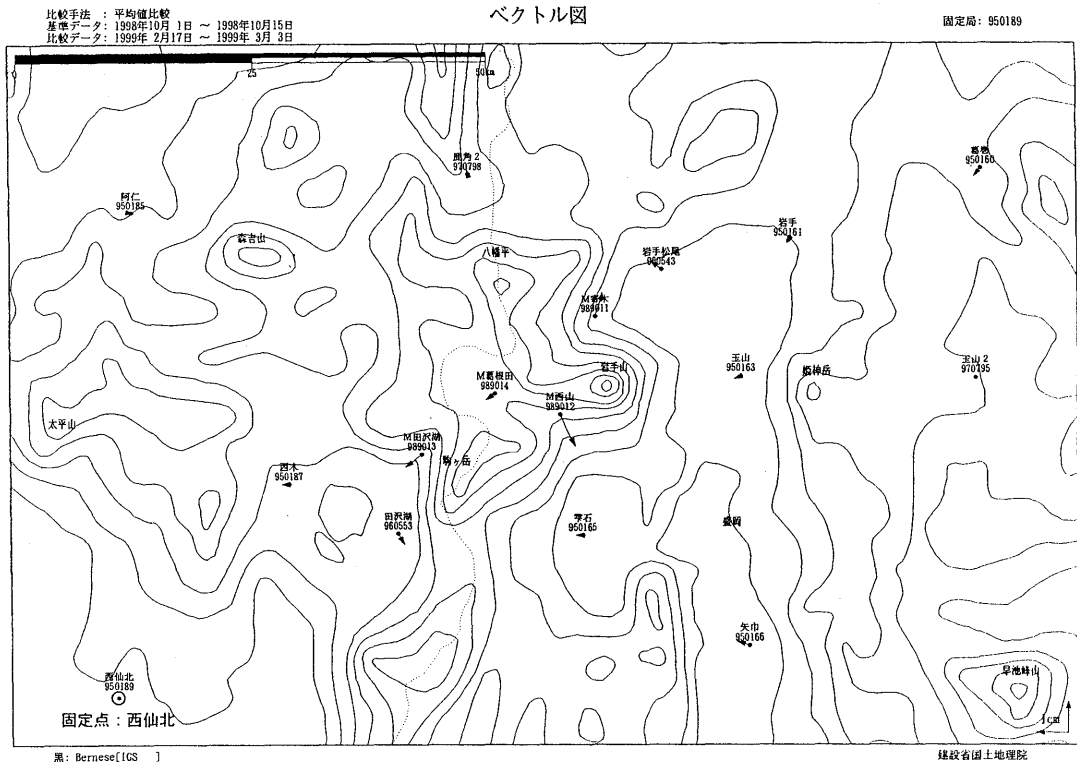 ベクトル図
比較手法 : 平均値比較
基準データ: 1998年10月 1日 ～ 1998年10月15日
比較データ: 1999年 2月17日 ～ 1999年 3月 3日
固定局: 950189
25
50km
鹿角2
970798
葛巻
950160
阿仁
950185
岩手
950161
森吉山
八幡平
岩手松尾
960543
989011
岩手山
玉山
950163
姫神岳
玉山2
970795
M葛根田
989014
M西山
989012
太平山
M田沢湖
989013
駒ヶ岳
西木
950187
田沢湖
960553
雫石
950165
盛岡
矢巾
950166
早池峰山
西仙北
950189
固定点：西仙北
1cm
黒: Bernese[IGS ]
建設省国土地理院